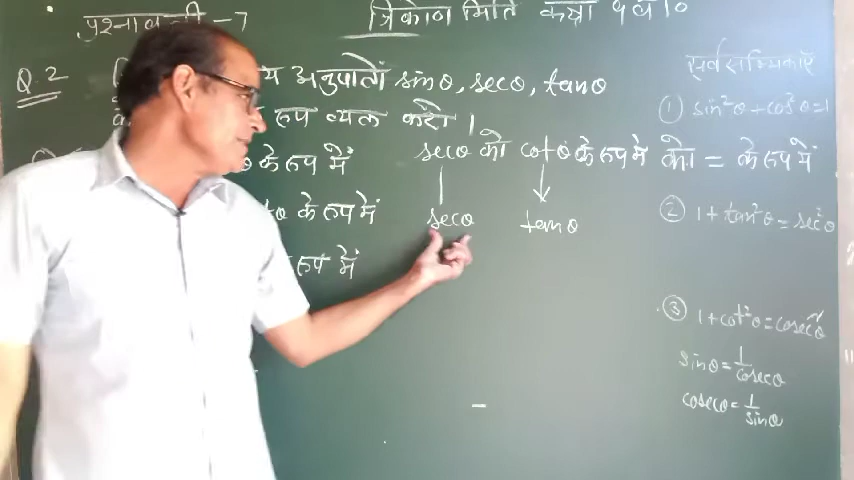 प्रश्नावली-7
त्रिकोणमिति कक्षा 9 व 10
Q.2 अनुपातों sinθ, secθ, tanθ
रूप व्यक्त करो।
θ के रूप में
θ के रूप में
रूप में
secθ को cotθ के रूप में को = के रूप में
secθ tanθ
सर्वसमिकाएँ
① sin²θ+cos²θ=1
② 1+tan²θ=sec²θ
③ 1+cot²θ=cosec²θ
sinθ=1/cosecθ
cosecθ=1/sinθ